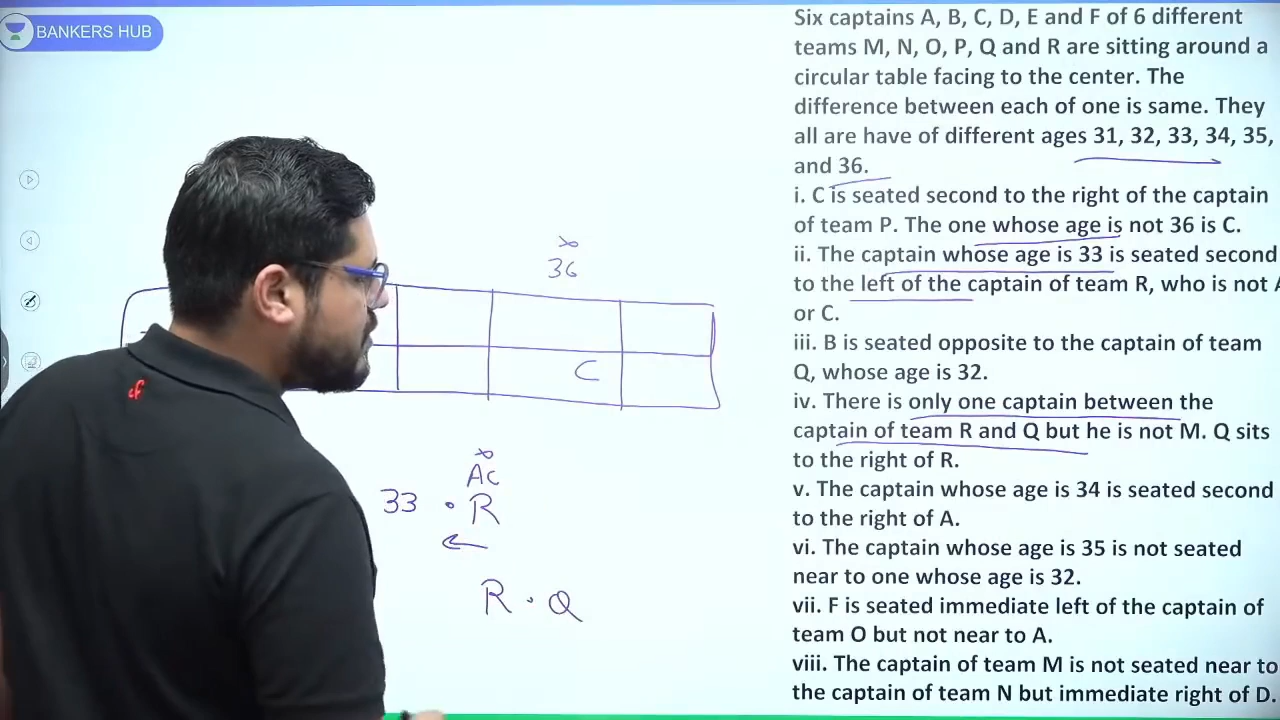 BANKERS HUB
Six captains A, B, C, D, E and F of 6 different
teams M, N, O, P, Q and R are sitting around a
circular table facing to the center. The
difference between each of one is same. They
all are have of different ages 31, 32, 33, 34, 35,
and 36.
i. C is seated second to the right of the captain
of team P. The one whose age is not 36 is C.
ii. The captain whose age is 33 is seated second
to the left of the captain of team R, who is not A
or C.
iii. B is seated opposite to the captain of team
Q, whose age is 32.
iv. There is only one captain between the
captain of team R and Q but he is not M. Q sits
to the right of R.
v. The captain whose age is 34 is seated second
to the right of A.
vi. The captain whose age is 35 is not seated
near to one whose age is 32.
vii. F is seated immediate left of the captain of
team O but not near to A.
viii. The captain of team M is not seated near to
the captain of team N but immediate right of D.
36
C
AC
33 . R
R . Q